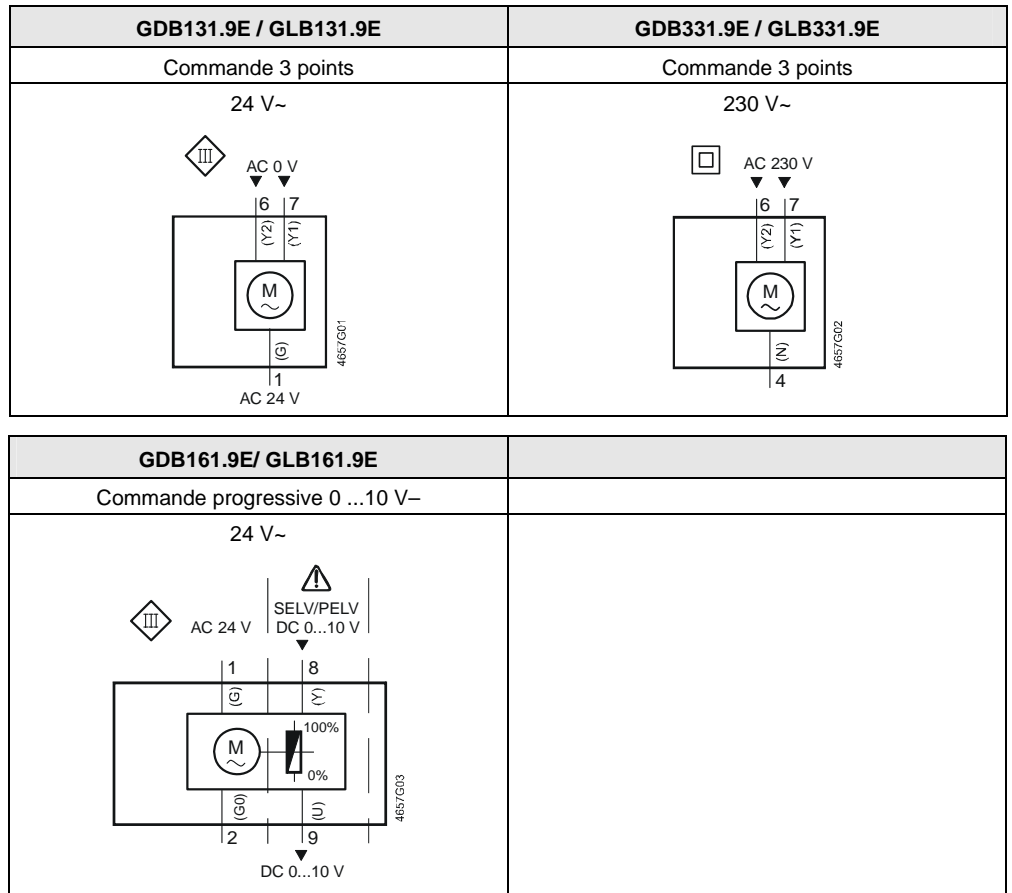 GDB131.9E / GLB131.9E
GDB331.9E / GLB331.9E
Commande 3 points
Commande 3 points
24 V~
230 V~
III
AC 0 V
6 7
(Y2) (Y1)
M
~
(G)
1
AC 24 V
4657G01
AC 230 V
6 7
(Y2) (Y1)
M
~
(N)
4
4657G02
GDB161.9E/ GLB161.9E
Commande progressive 0 ...10 V–
24 V~
III
AC 24 V
SELV/PELV
DC 0...10 V
1 8
(G) (Y)
M
~
100%
0%
(G0) (U)
2 9
DC 0...10 V
4657G03